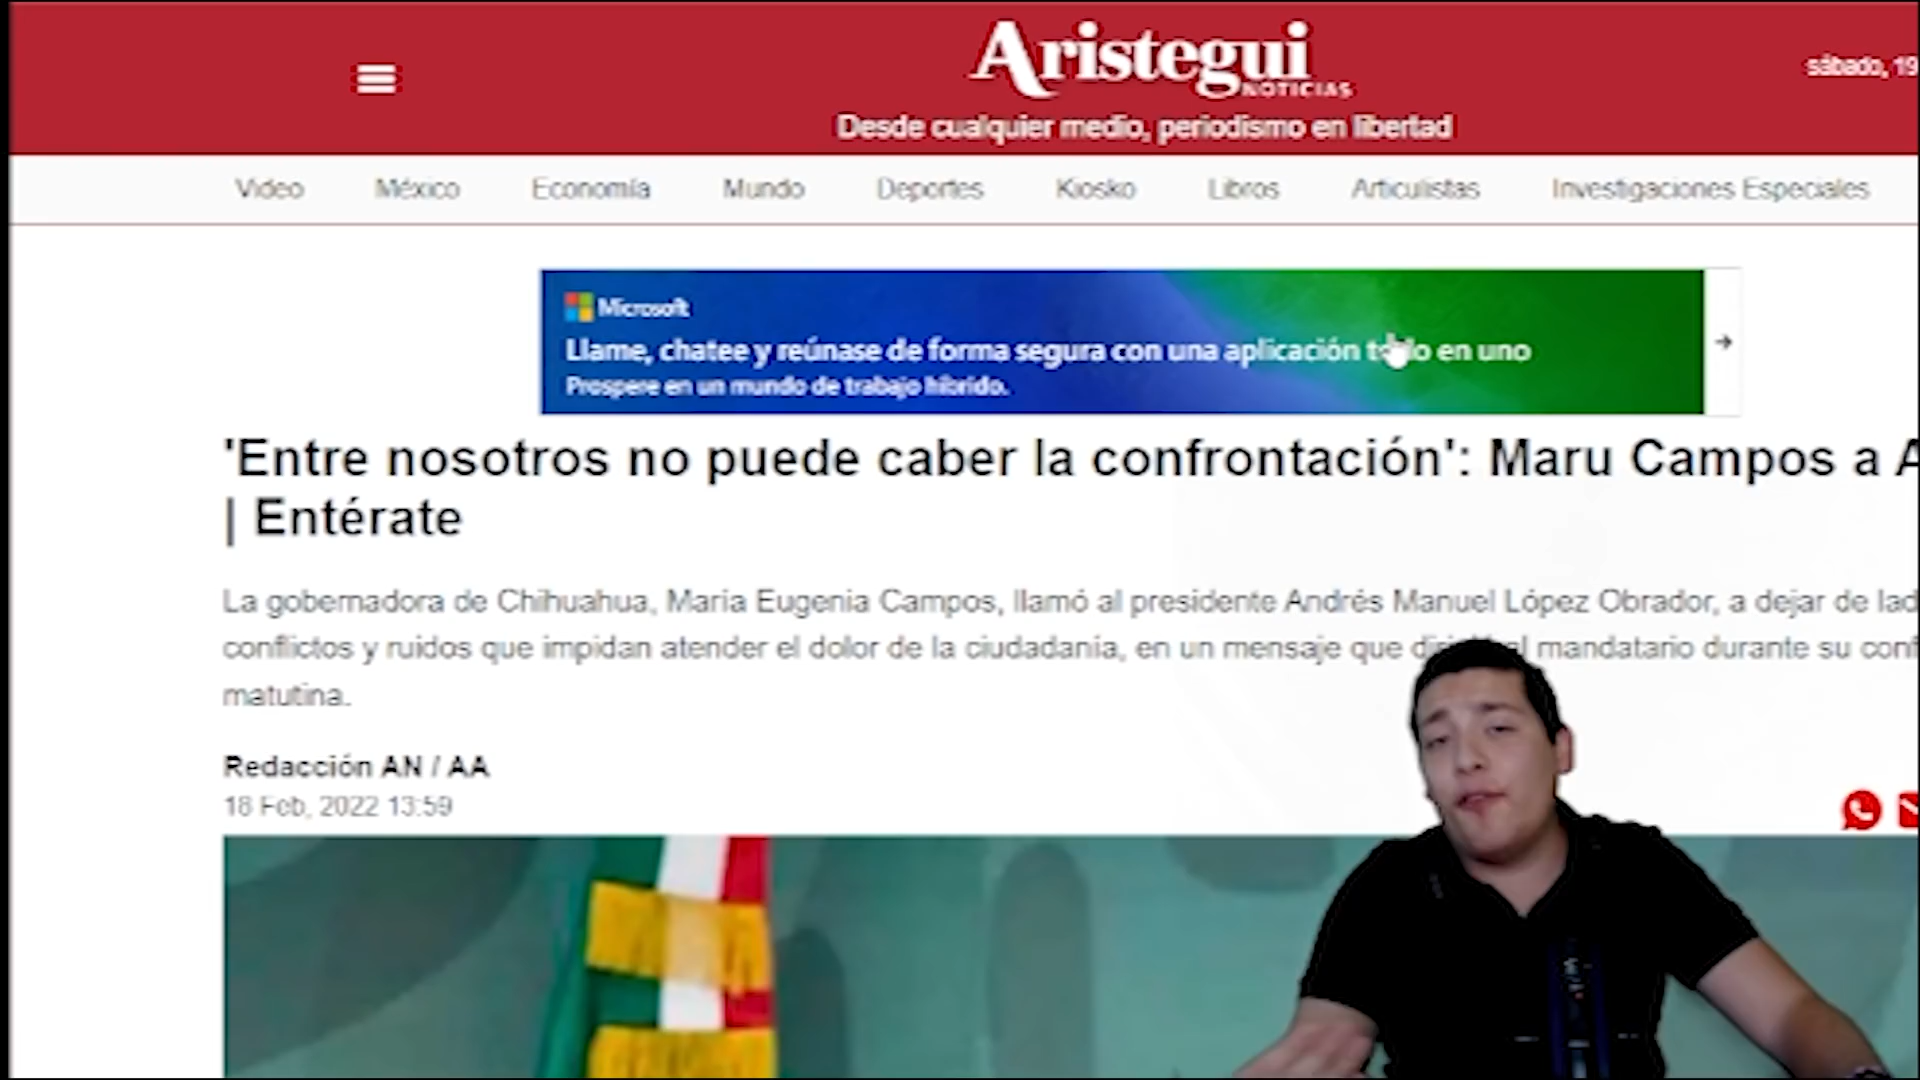 Aristegui
NOTICIAS
sábado, 19
Desde cualquier medio, periodismo en libertad
Video México Economía Mundo Deportes Kiosko Libros Articulistas Investigaciones Especiales
Microsoft
Llame, chatee y reúnase de forma segura con una aplicación en uno
Prospere en un mundo de trabajo híbrido.
'Entre nosotros no puede caber la confrontación': Maru Campos a A
| Entérate
La gobernadora de Chihuahua, María Eugenia Campos, llamó al presidente Andrés Manuel López Obrador, a dejar de lad
conflictos y ruidos que impidan atender el dolor de la ciudadanía, en un mensaje que al mandatario durante su conf
matutina.
Redacción AN / AA
18 Feb, 2022 13:59